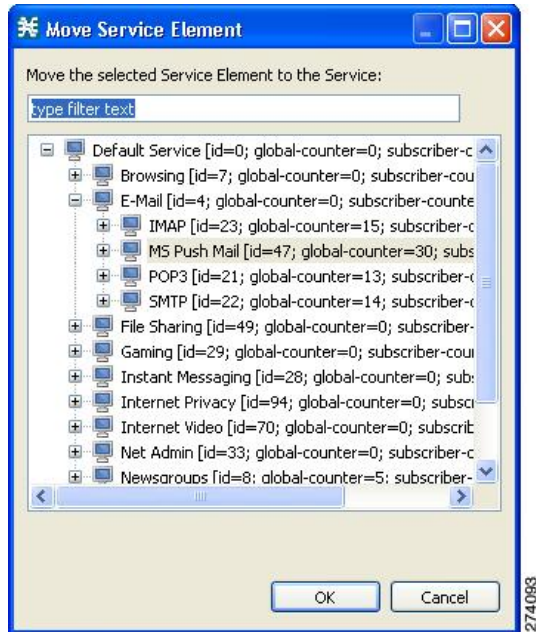 Move Service Element
Move the selected Service Element to the Service:
type filter text
Default Service [id=0; global-counter=0; subscriber-c
Browsing [id=7; global-counter=0; subscriber-cou
E-Mail [id=4; global-counter=0; subscriber-counte
IMAP [id=23; global-counter=15; subscriber-c
MS Push Mail [id=47; global-counter=30; subs
POP3 [id=21; global-counter=13; subscriber-c
SMTP [id=22; global-counter=14; subscriber-c
File Sharing [id=49; global-counter=0; subscriber-
Gaming [id=29; global-counter=0; subscriber-coun
Instant Messaging [id=28; global-counter=0; subs
Internet Privacy [id=94; global-counter=0; subscr
Internet Video [id=70; global-counter=0; subscrib
Net Admin [id=33; global-counter=0; subscriber-c
Newsgroups [id=8; global-counter=5; subscriber-
OK
Cancel
274093